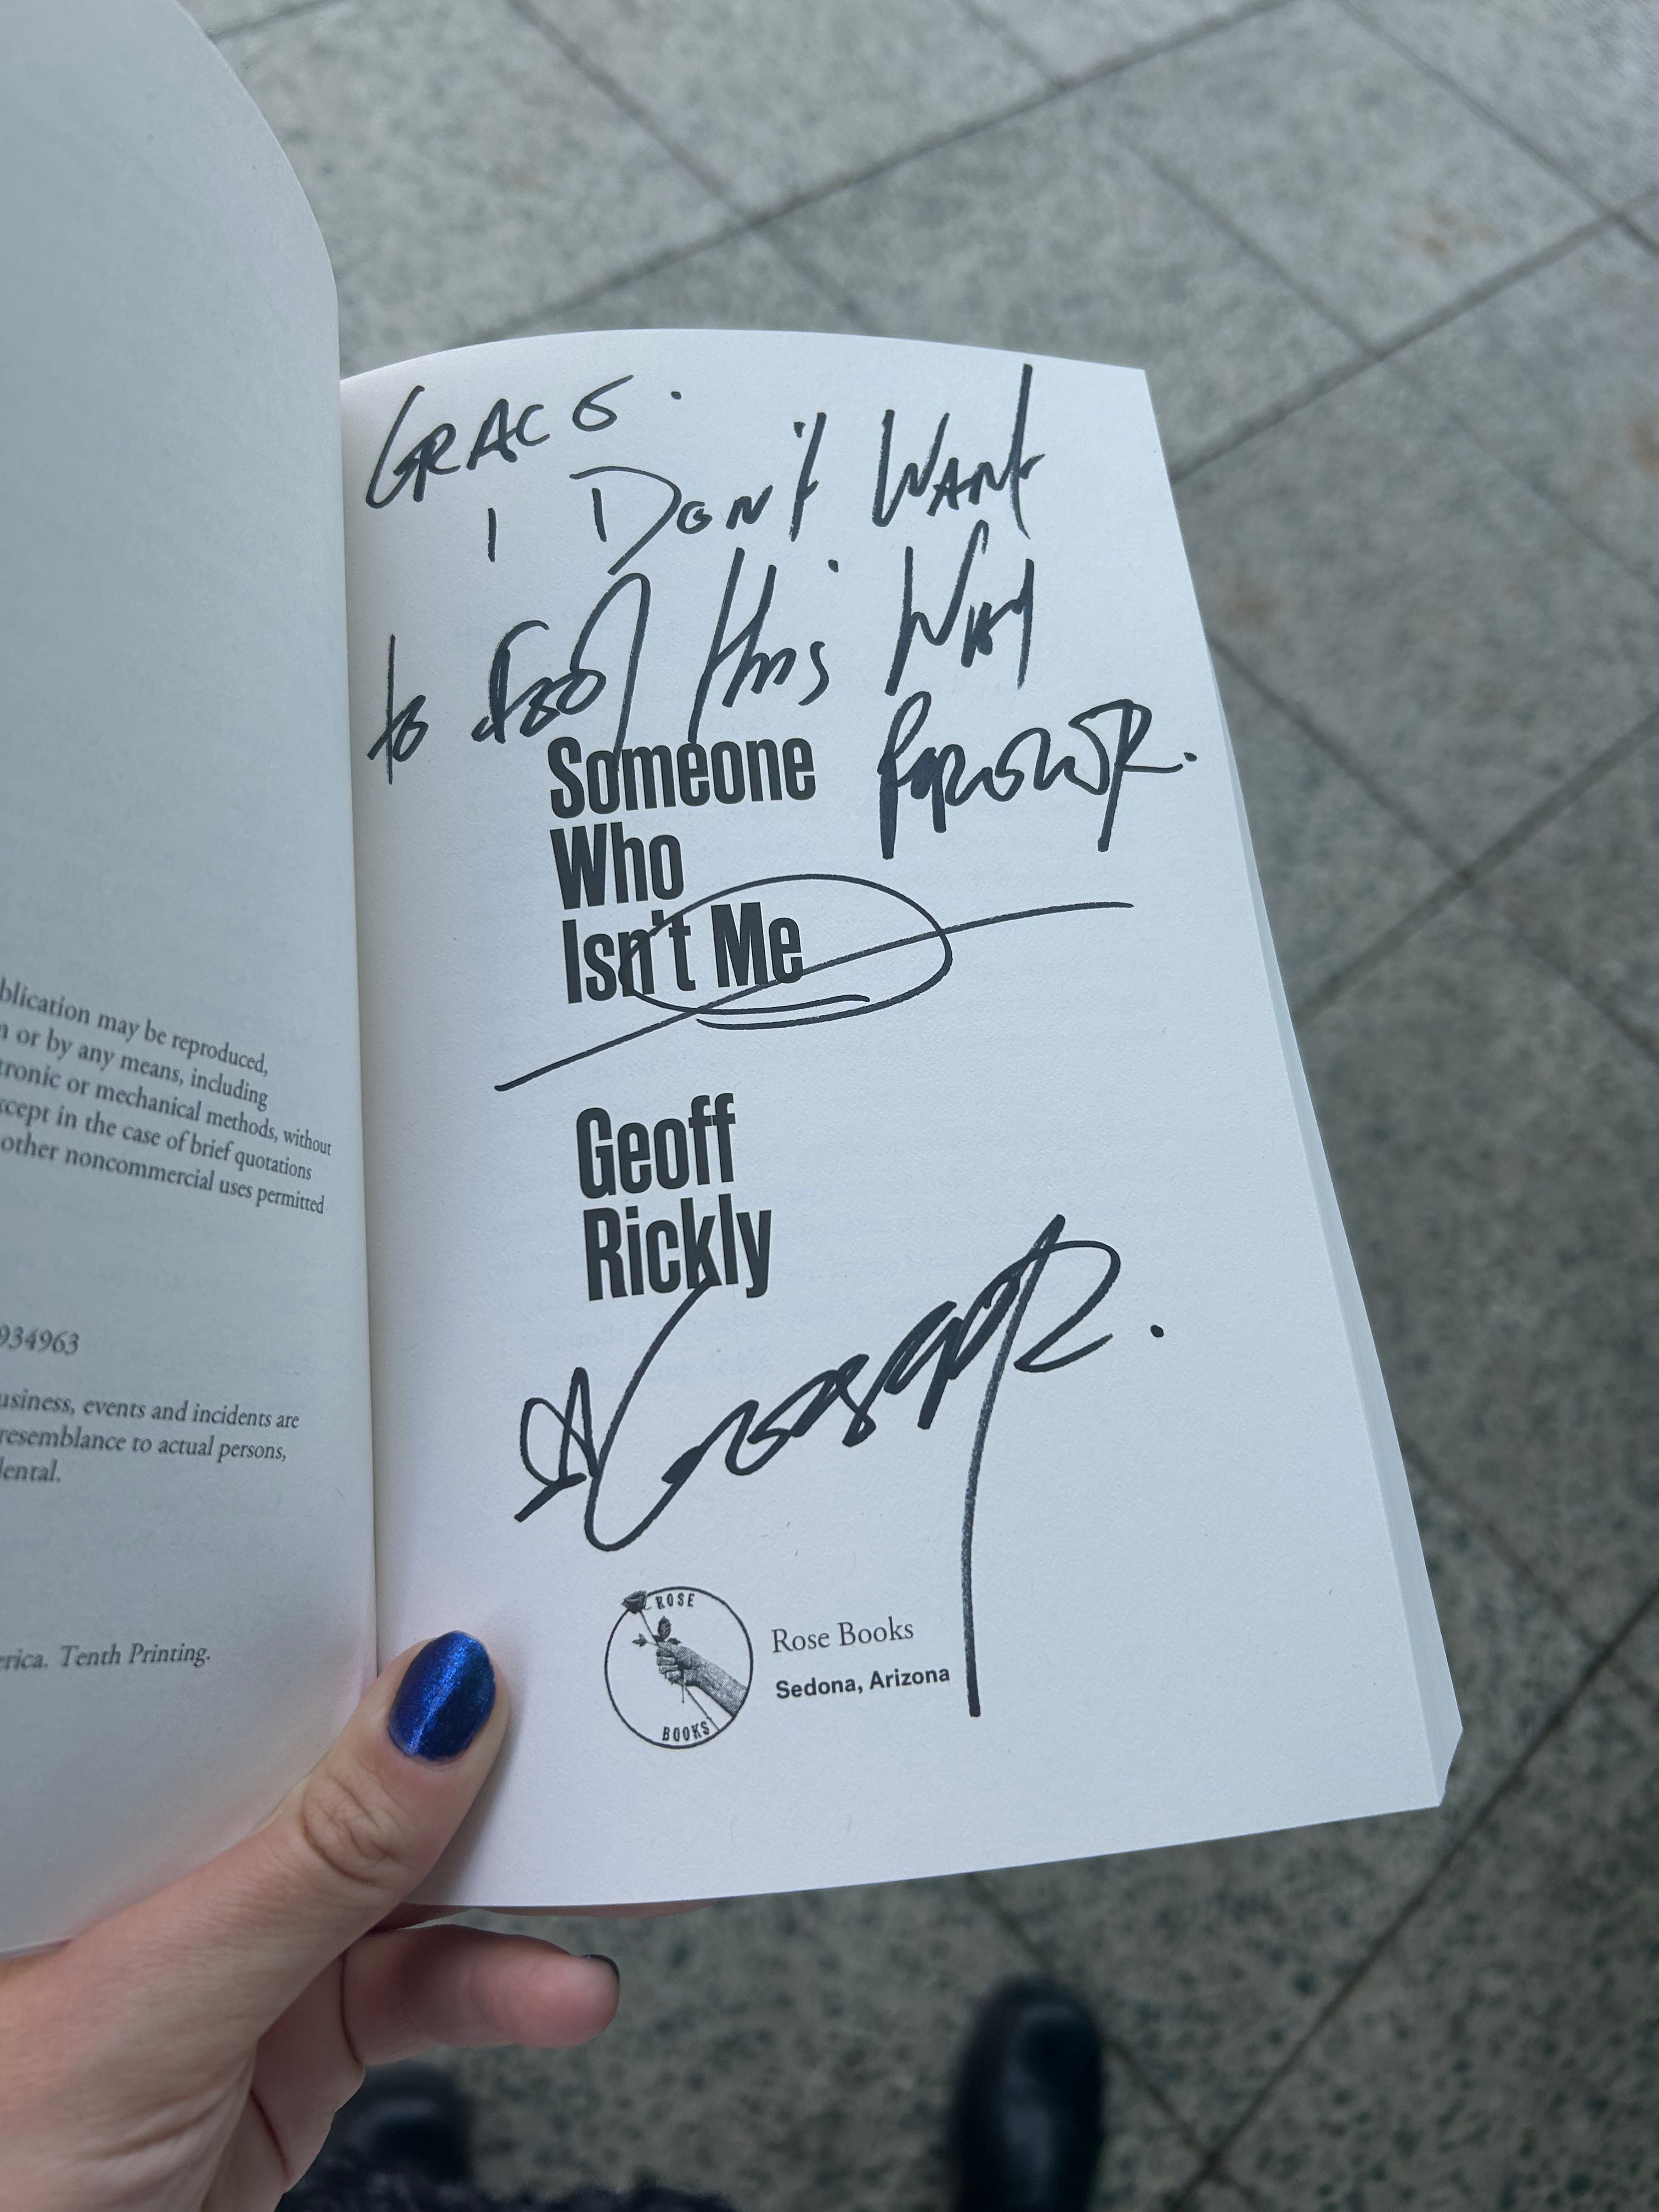 blication may be reproduced,
n or by any means, including
tronic or mechanical methods, without
xcept in the case of brief quotations
other noncommercial uses permitted
934963
usiness, events and incidents are
resemblance to actual persons,
dental.
erica. Tenth Printing.
GRACE.
I DON't WANt
to feel this WAY
FOREVER.
Someone
Who
Isn't Me
Geoff
Rickly
ROSE
BOOKS
Rose Books
Sedona, Arizona